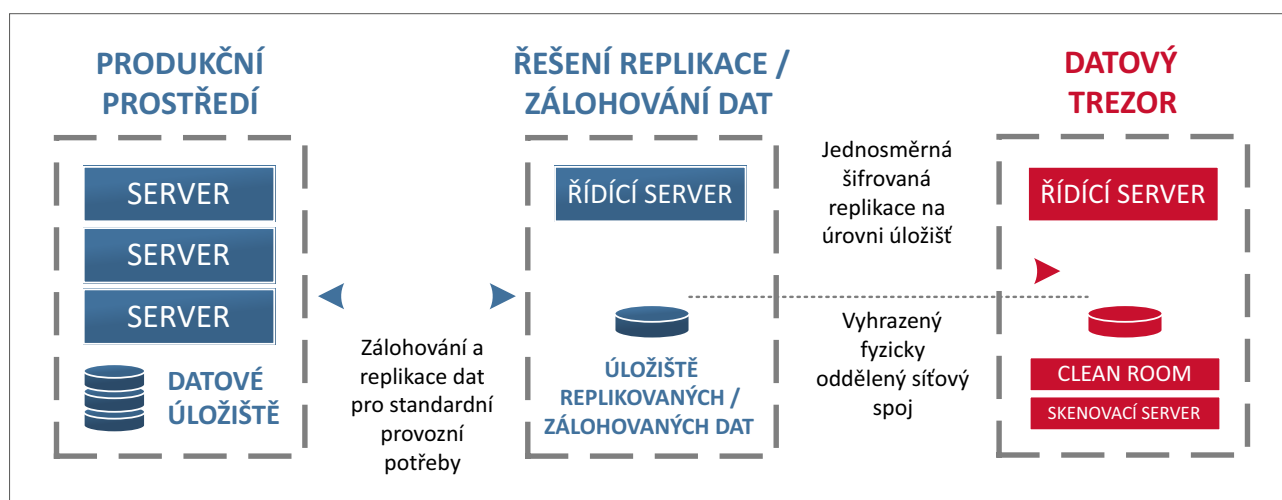 PRODUKČNÍ
PROSTŘEDÍ
SERVER
SERVER
SERVER
DATOVÉ
ÚLOŽIŠTĚ
Zálohování a
replikace dat
pro standardní
provozní
potřeby
ŘEŠENÍ REPLIKACE /
ZÁLOHOVÁNÍ DAT
ŘÍDÍCÍ SERVER
ÚLOŽIŠTĚ
REPLIKOVANÝCH /
ZÁLOHOVANÝCH DAT
Jednosměrná
šifrovaná
replikace na
úrovni úložišť
Vyhrazený
fyzicky
oddělený síťový
spoj
DATOVÝ
TREZOR
ŘÍDÍCÍ SERVER
CLEAN ROOM
SKENOVACÍ SERVER